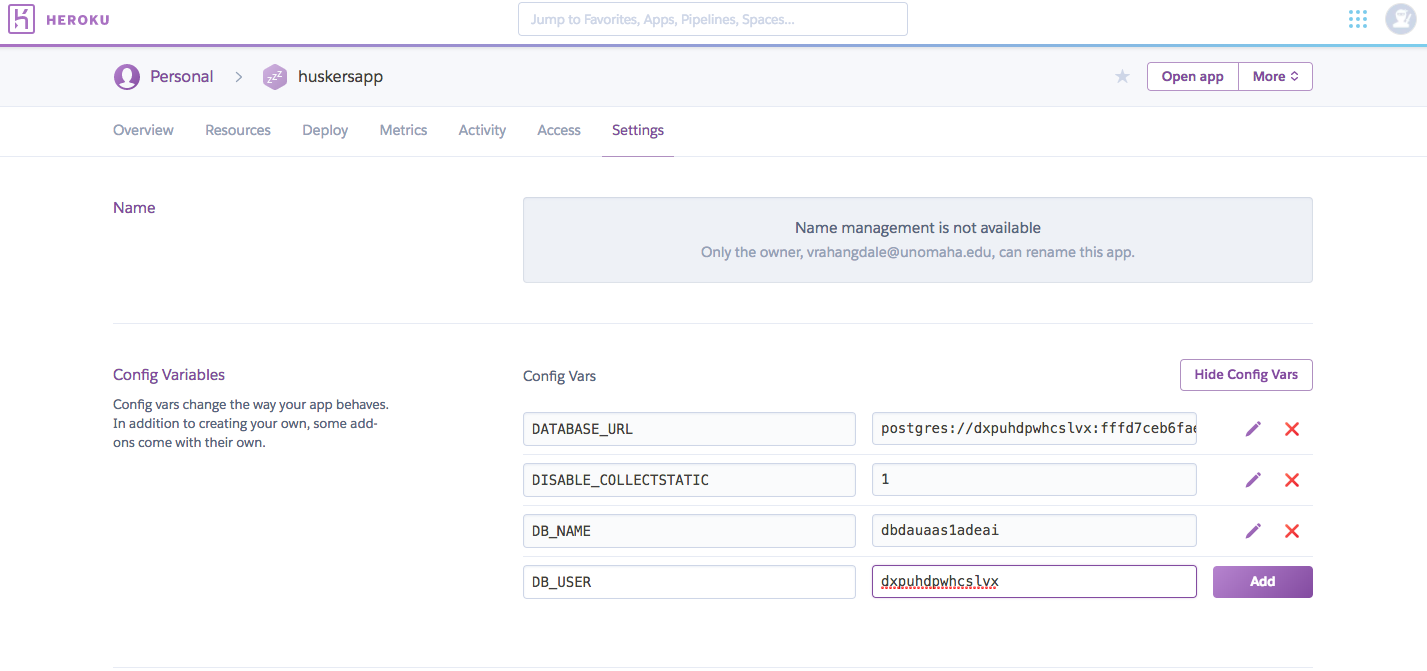 HEROKU
Jump to Favorites, Apps, Pipelines, Spaces...
Personal > huskersapp
Open app More
Overview Resources Deploy Metrics Activity Access Settings
Name
Name management is not available
Only the owner, vrahangdale@unomaha.edu, can rename this app.
Config Variables
Config vars change the way your app behaves.
In addition to creating your own, some add-
ons come with their own.
Config Vars
Hide Config Vars
DATABASE_URL postgres://dxpuhdpwhcslvx:fffd7ceb6fae
DISABLE_COLLECTSTATIC 1
DB_NAME dbdauaas1adeai
DB_USER dxpuhdpwhcslvx Add